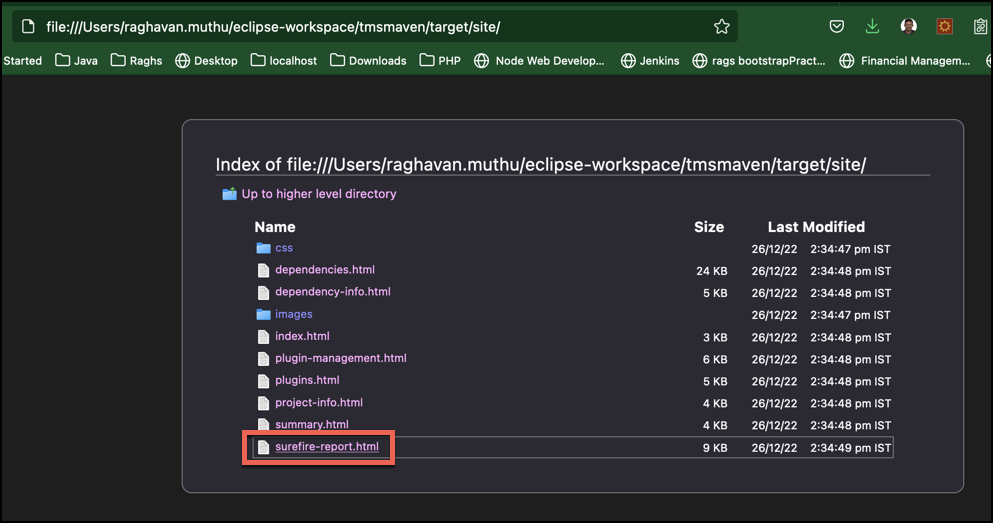 file:///Users/raghavan.muthu/eclipse-workspace/tmsmaven/target/site/
Started Java Raghs Desktop localhost Downloads PHP Node Web Develop... Jenkins rags bootstrapPract... Financial Managem...
Index of file:///Users/raghavan.muthu/eclipse-workspace/tmsmaven/target/site/
Up to higher level directory
Name Size Last Modified
css 26/12/22 2:34:47 pm IST
dependencies.html 24 KB 26/12/22 2:34:48 pm IST
dependency-info.html 5 KB 26/12/22 2:34:48 pm IST
images 26/12/22 2:34:47 pm IST
index.html 3 KB 26/12/22 2:34:48 pm IST
plugin-management.html 6 KB 26/12/22 2:34:48 pm IST
plugins.html 5 KB 26/12/22 2:34:48 pm IST
project-info.html 4 KB 26/12/22 2:34:48 pm IST
summary.html 4 KB 26/12/22 2:34:48 pm IST
surefire-report.html 9 KB 26/12/22 2:34:49 pm IST